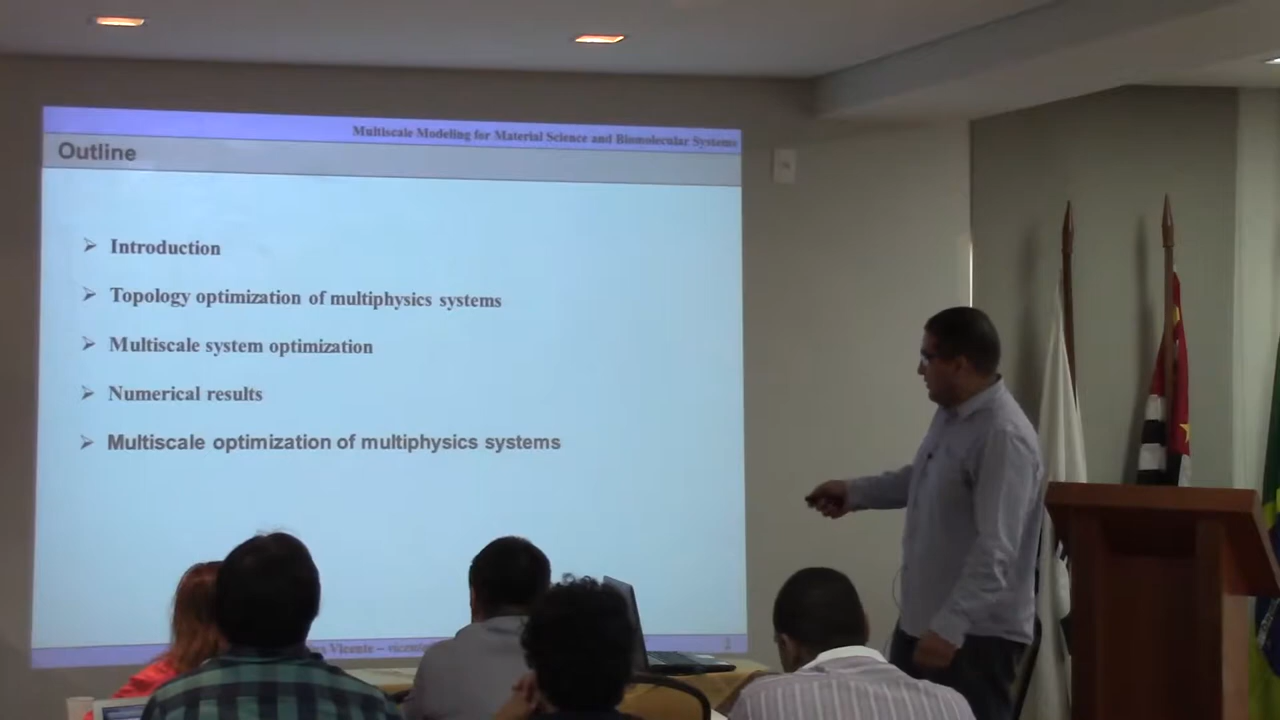 Multiscale Modeling for Material Science and Biomolecular Systems
Outline
➢ Introduction
➢ Topology optimization of multiphysics systems
➢ Multiscale system optimization
➢ Numerical results
➢ Multiscale optimization of multiphysics systems
Vicente –